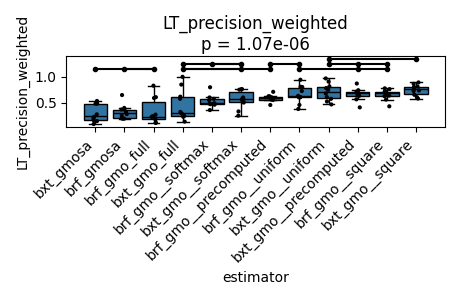 LT_precision_weighted
p = 1.07e-06
LT_precision_weighted
1.0
0.5
bxt_gmosa
brf_gmosa
brf_gmo_full
bxt_gmo_full
brf_gmo__softmax
bxt_gmo__softmax
brf_gmo__precomputed
brf_gmo__uniform
bxt_gmo__uniform
bxt_gmo__precomputed
brf_gmo__square
bxt_gmo__square
estimator